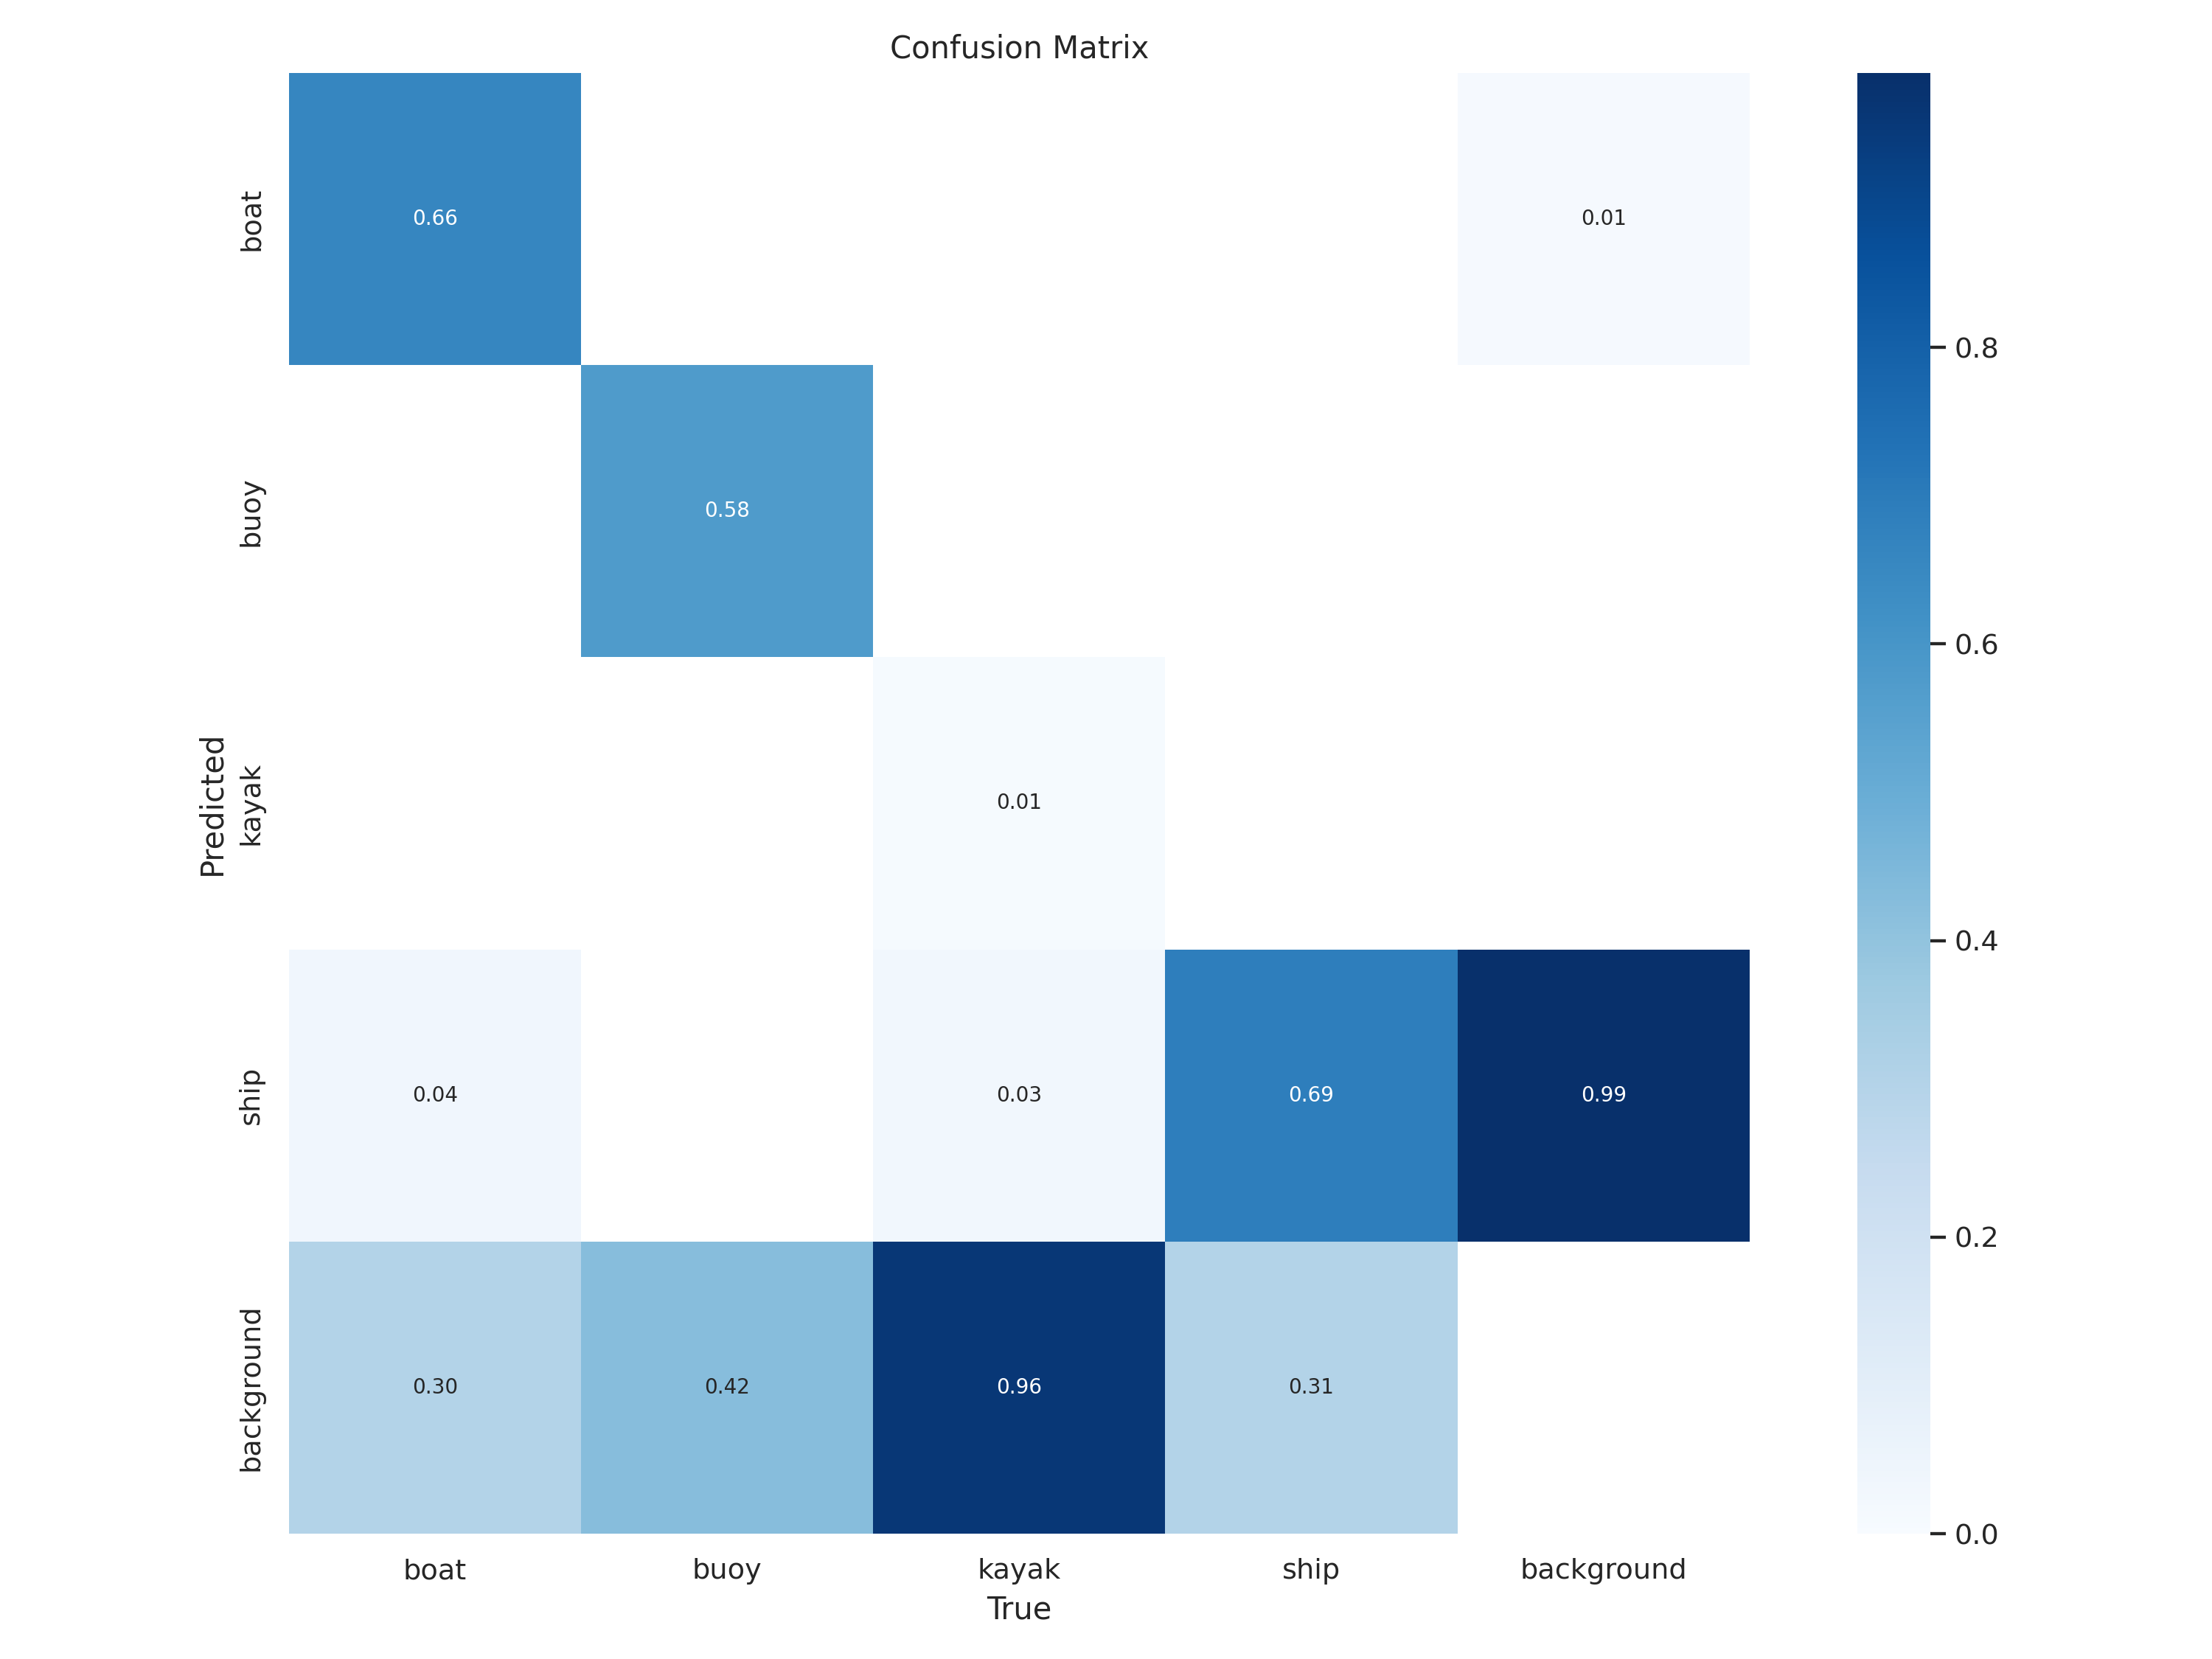 Confusion Matrix
boat
0.66
0.01
0.8
buoy
0.58
0.6
Predicted
kayak
0.01
0.4
ship
0.04
0.03
0.69
0.99
0.2
background
0.30
0.42
0.96
0.31
0.0
boat buoy kayak ship background
True